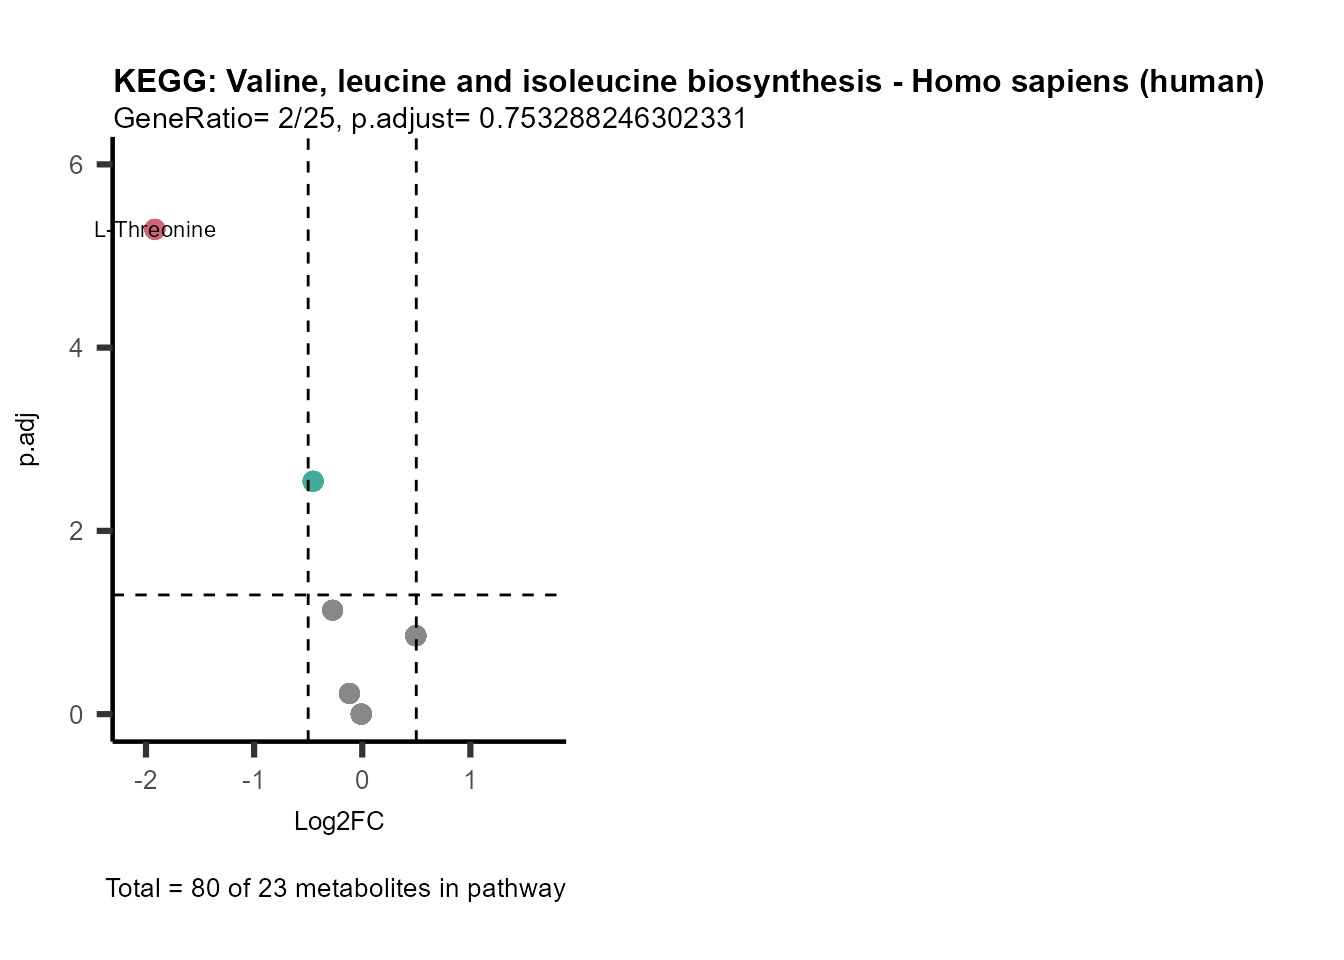 KEGG: Valine, leucine and isoleucine biosynthesis - Homo sapiens (human)
GeneRatio= 2/25, p.adjust= 0.753288246302331
6
L-Threonine
4
p.adj
2
0
-2 -1 0 1
Log2FC
Total = 80 of 23 metabolites in pathway